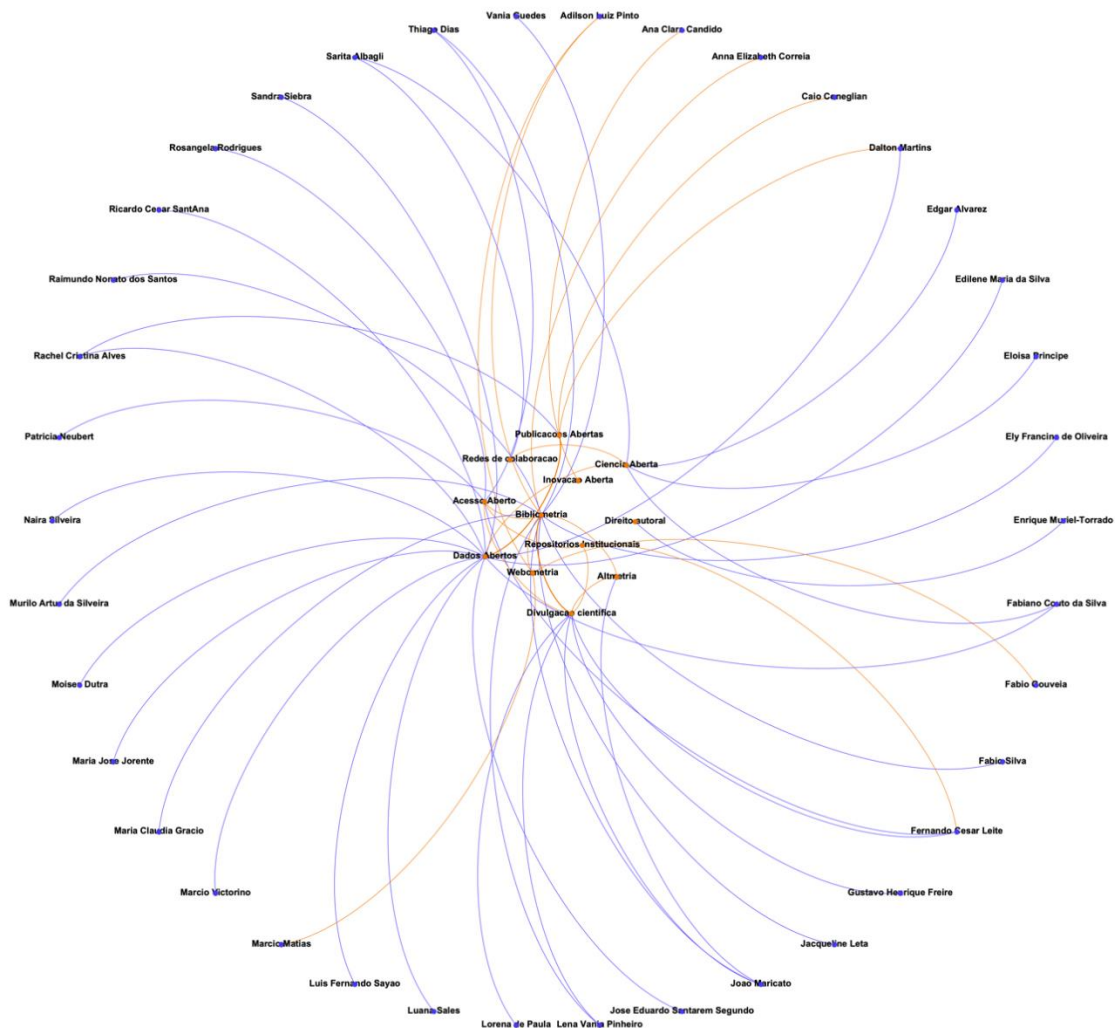 Vania Guedes
Adilson Luiz Pinto
Thiago Dias
Ana Clara Candido
Sarita Albagli
Anna Elizabeth Correia
Sandra Siebra
Caio Coneglian
Rosangela Rodrigues
Dalton Martins
Ricardo Cesar SantAna
Edgar Alvarez
Raimundo Nonato dos Santos
Edilene Maria da Silva
Rachel Cristina Alves
Eloisa Principe
Patricia Neubert
Publicacoes Abertas
Ely Francina de Oliveira
Redes de colaboracao
Ciencia Aberta
Inovacao Aberta
Acesso Aberto
Bibliometria
Naira Silveira
Direito autoral
Enrique Muriel-Torrado
Repositorios Institucionais
Dados Abertos
Webometria
Altmetria
Murilo Artur da Silveira
Divulgacao cientifica
Fabiano Couto da Silva
Moises Dutra
Fabio Gouveia
Maria Jose Jorente
Fabio Silva
Maria Claudia Gracio
Fernando Cesar Leite
Marcio Victorino
Gustavo Henrique Freire
Marcio Matias
Jacqueline Leta
Luis Fernando Sayao
Joao Maricato
Luana Sales
Jose Eduardo Santarem Segundo
Lorena de Paula
Lena Vania Pinheiro